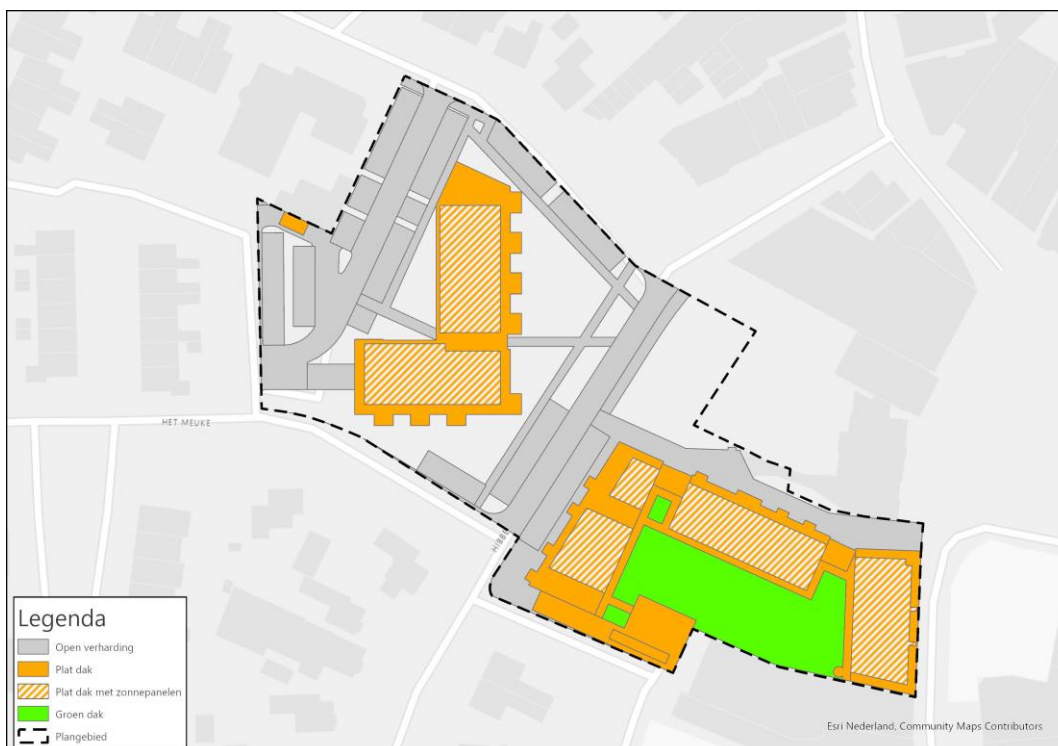 HET MEUKE
HIBBE
Legenda
Open verharding
Plat dak
Plat dak met zonnepanelen
Groen dak
Plangebied
Esri Nederland, Community Maps Contributors